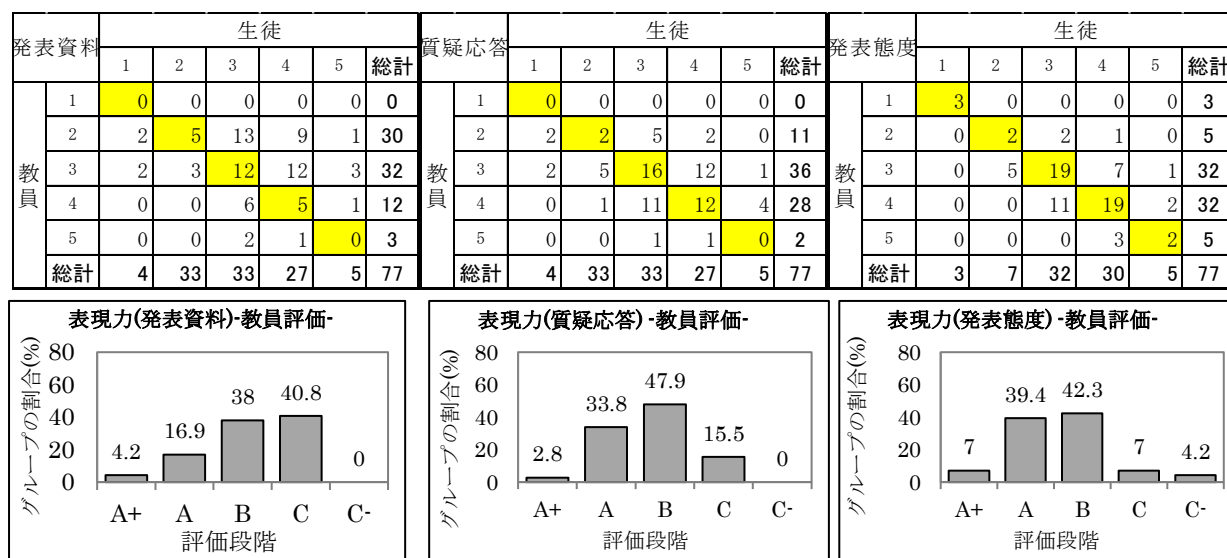 発表資料 生徒
1 2 3 4 5 総計
教員 1 0 0 0 0 0 0
2 2 5 13 9 1 30
3 2 3 12 12 3 32
4 0 0 6 5 1 12
5 0 0 2 1 0 3
総計 4 33 33 27 5 77
質疑応答 生徒
1 2 3 4 5 総計
教員 1 0 0 0 0 0 0
2 2 2 5 2 0 11
3 2 5 16 12 1 36
4 0 1 11 12 4 28
5 0 0 1 1 0 2
総計 4 33 33 27 5 77
発表態度 生徒
1 2 3 4 5 総計
教員 1 3 0 0 0 0 3
2 0 2 2 1 0 5
3 0 5 19 7 1 32
4 0 0 11 19 2 32
5 0 0 0 3 2 5
総計 3 7 32 30 5 77
表現力(発表資料)-教員評価-
グループの割合(%)
80
60
40
20
0
4.2 16.9 38 40.8 0
A+ A B C C-
評価段階
表現力(質疑応答) -教員評価-
グループの割合(%)
80
60
40
20
0
2.8 33.8 47.9 15.5 0
A+ A B C C-
評価段階
表現力(発表態度) -教員評価-
グループの割合(%)
80
60
40
20
0
7 39.4 42.3 7 4.2
A+ A B C C-
評価段階